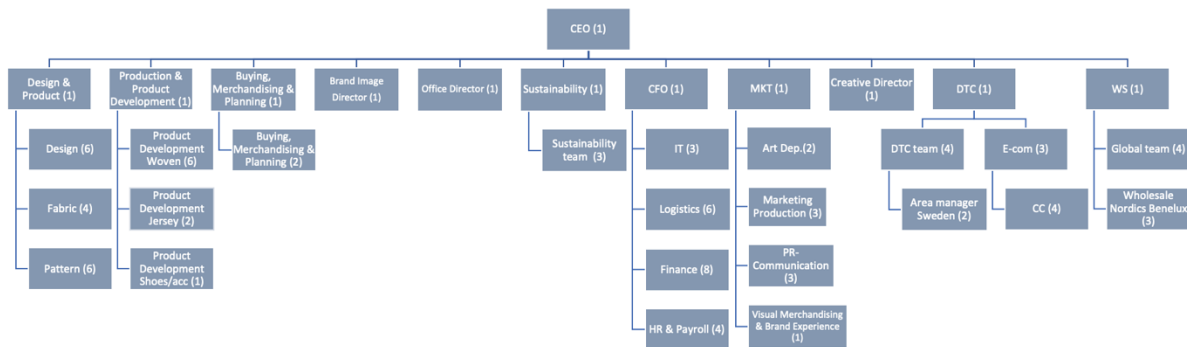 CEO (1)
Design &
Product (1)
Production &
Product
Development (1)
Buying,
Merchandising &
Planning (1)
Brand Image
Director (1)
Office Director (1)
Sustainability (1)
CFO (1)
MKT (1)
Creative Director
(1)
DTC (1)
WS (1)
Design (6)
Product
Development
Woven (6)
Buying,
Merchandising &
Planning (2)
Sustainability
team (3)
IT (3)
Art Dep.(2)
DTC team (4)
E-com (3)
Global team (4)
Fabric (4)
Product
Development
Jersey (2)
Logistics (6)
Marketing
Production (3)
Area manager
Sweden (2)
CC (4)
Wholesale
Nordics Benelux
(3)
Pattern (6)
Product
Development
Shoes/acc (1)
Finance (8)
PR-
Communication
(3)
HR & Payroll (4)
Visual Merchandising
& Brand Experience
(1)